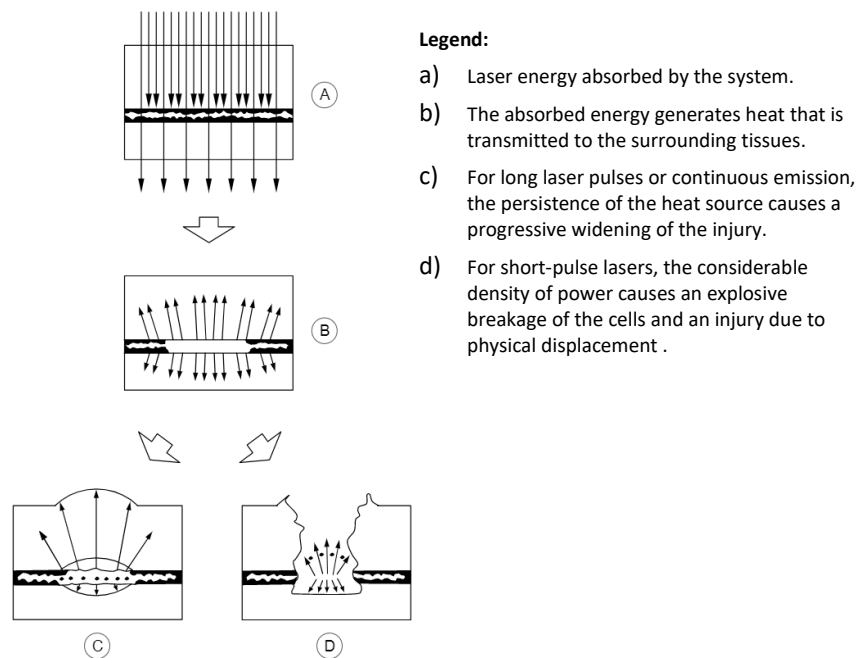 A
B
C
D
Legend:
a) Laser energy absorbed by the system.
b) The absorbed energy generates heat that is
transmitted to the surrounding tissues.
c) For long laser pulses or continuous emission,
the persistence of the heat source causes a
progressive widening of the injury.
d) For short-pulse lasers, the considerable
density of power causes an explosive
breakage of the cells and an injury due to
physical displacement .